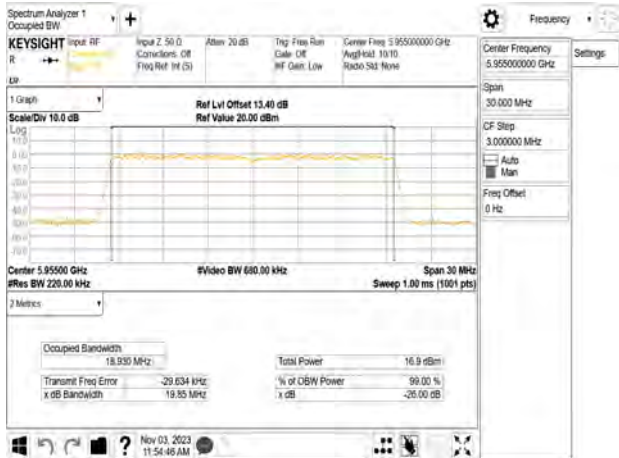 Spectrum Analyzer 1
Occupied BW
+
Frequency
KEYSIGHT Input: RF
R
Input Z: 50 Ω
Corrections: Off
Freq Ref: Int (S)
Atten: 20 dB
Trig: Free Run
Gate: Off
#IF Gain: Low
Center Freq: 5.955000000 GHz
Avg|Hold: 10/10
Radio Std: None
Center Frequency
5.955000000 GHz
Settings
Span
30.000 MHz
CF Step
3.000000 MHz
Auto
Man
Freq Offset
0 Hz
1 Graph
Scale/Div 10.0 dB
Ref Lvl Offset 13.40 dB
Ref Value 20.00 dBm
Log
10.0
0.00
Center 5.95500 GHz
#Res BW 220.00 kHz
#Video BW 680.00 kHz
Span 30 MHz
Sweep 1.00 ms (1001 pts)
2 Metrics
Occupied Bandwidth
18.930 MHz
Total Power 16.9 dBm
Transmit Freq Error -29.634 kHz
% of OBW Power 99.00 %
x dB Bandwidth 19.85 MHz
x dB -26.00 dB
?
Nov 03, 2023
11:54:46 AM